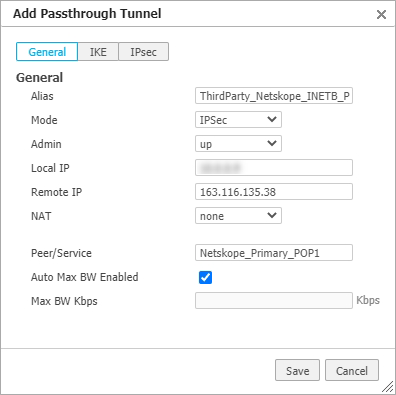 Add Passthrough Tunnel
General IKE IPsec
General
Alias ThirdParty_Netskope_INETB_P
Mode IPSec
Admin up
Local IP
Remote IP 163.116.135.38
NAT none
Peer/Service Netskope_Primary_POP1
Auto Max BW Enabled
Max BW Kbps Kbps
Save Cancel